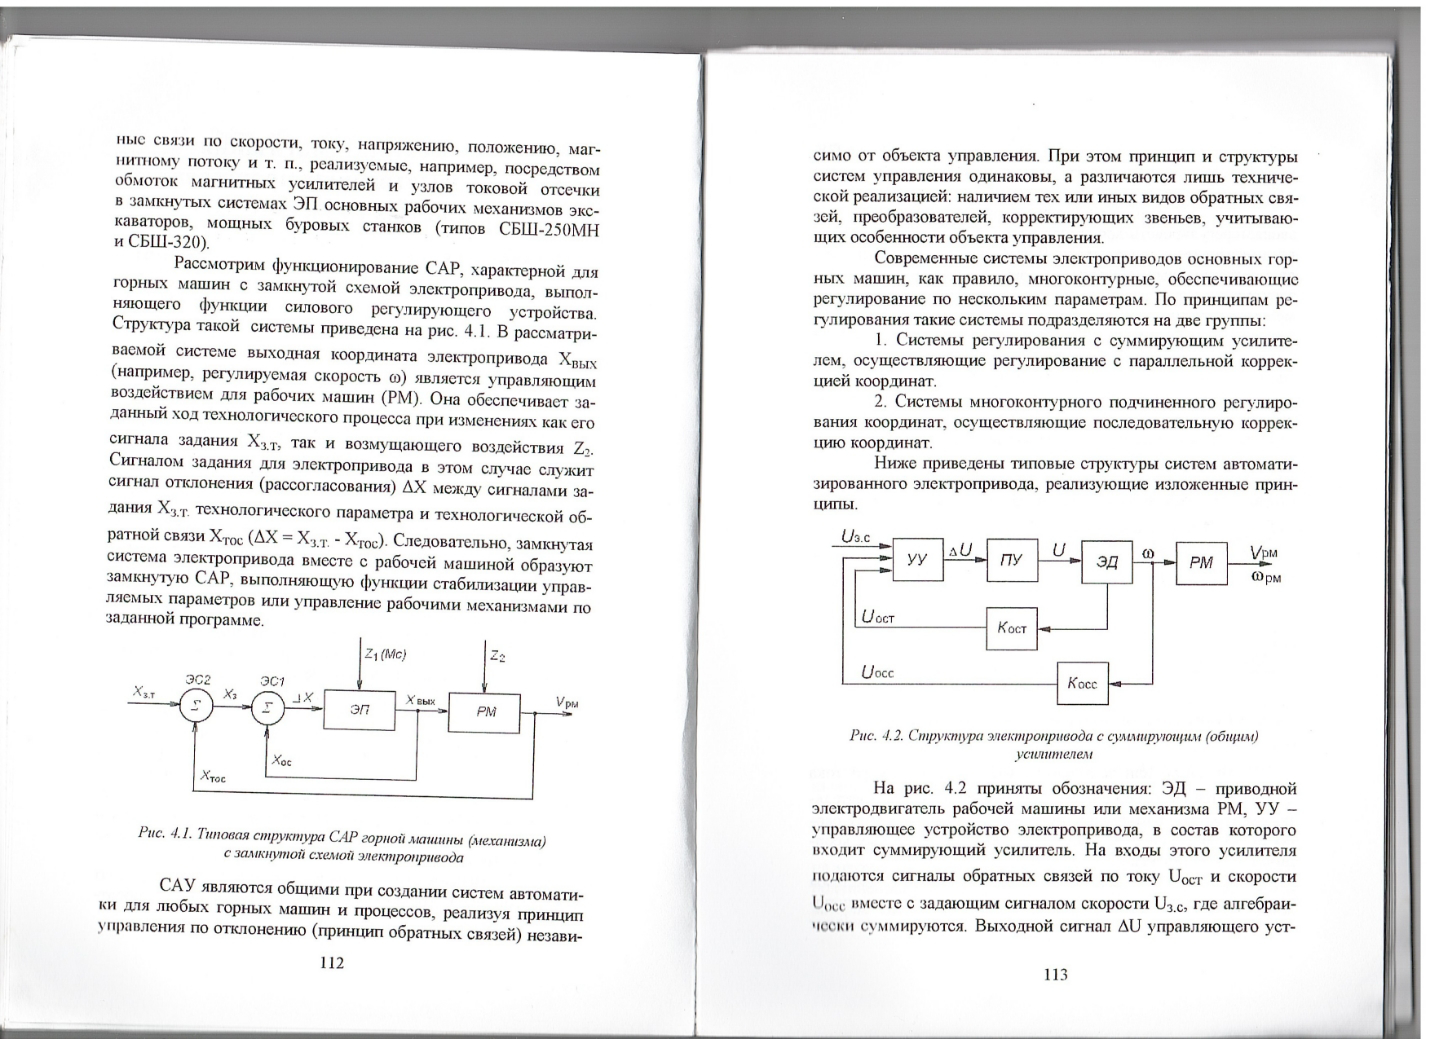 ные связи по скорости, току, напряжению, положению, маг-
нитному потоку и т. п., реализуемые, например, посредством
обмоток магнитных усилителей и узлов токовой отсечки
в замкнутых системах ЭП основных рабочих механизмов экс-
каваторов, мощных буровых станков (типов СБШ-250МН
и СБШ-320).
Рассмотрим функционирование САР, характерной для
горных машин с замкнутой схемой электропривода, выпол-
няющего функции силового регулирующего устройства.
Структура такой системы приведена на рис. 4.1. В рассматри-
ваемой системе выходная координата электропривода Xвых
(например, регулируемая скорость ω) является управляющим
воздействием для рабочих машин (РМ). Она обеспечивает за-
данный ход технологического процесса при изменениях как его
сигнала задания Xз.т, так и возмущающего воздействия Z2.
Сигналом задания для электропривода в этом случае служит
сигнал отклонения (рассогласования) ΔX между сигналами за-
дания Xз.т. технологического параметра и технологической об-
ратной связи Xтос (ΔX = Xз.т. - Xтос). Следовательно, замкнутая
система электропривода вместе с рабочей машиной образуют
замкнутую САР, выполняющую функции стабилизации управ-
ляемых параметров или управление рабочими механизмами по
заданной программе.
Z1(Мс) Z2
ЭС2 ЭС1
Xз.т Σ Xз Σ ΔX ЭП Xвых РМ Vрм
Xос
Xтос
Рис. 4.1. Типовая структура САР горной машины (механизма)
с замкнутой схемой электропривода
САУ являются общими при создании систем автомати-
ки для любых горных машин и процессов, реализуя принцип
управления по отклонению (принцип обратных связей) незави-
112
симо от объекта управления. При этом принцип и структуры
систем управления одинаковы, а различаются лишь техниче-
ской реализацией: наличием тех или иных видов обратных свя-
зей, преобразователей, корректирующих звеньев, учитываю-
щих особенности объекта управления.
Современные системы электроприводов основных гор-
ных машин, как правило, многоконтурные, обеспечивающие
регулирование по нескольким параметрам. По принципам ре-
гулирования такие системы подразделяются на две группы:
1. Системы регулирования с суммирующим усилите-
лем, осуществляющие регулирование с параллельной коррек-
цией координат.
2. Системы многоконтурного подчиненного регулиро-
вания координат, осуществляющие последовательную коррек-
цию координат.
Ниже приведены типовые структуры систем автомати-
зированного электропривода, реализующие изложенные прин-
ципы.
Uз.с УУ ΔU ПУ U ЭД ω РМ Vрм
ωрм
Uост Kост
Uосс Kосс
Рис. 4.2. Структура электропривода с суммирующим (общим)
усилителем
На рис. 4.2 приняты обозначения: ЭД – приводной
электродвигатель рабочей машины или механизма РМ, УУ –
управляющее устройство электропривода, в состав которого
входит суммирующий усилитель. На входы этого усилителя
подаются сигналы обратных связей по току Uост и скорости
Uосс вместе с задающим сигналом скорости Uз.с, где алгебраи-
чески суммируются. Выходной сигнал ΔU управляющего уст-
113